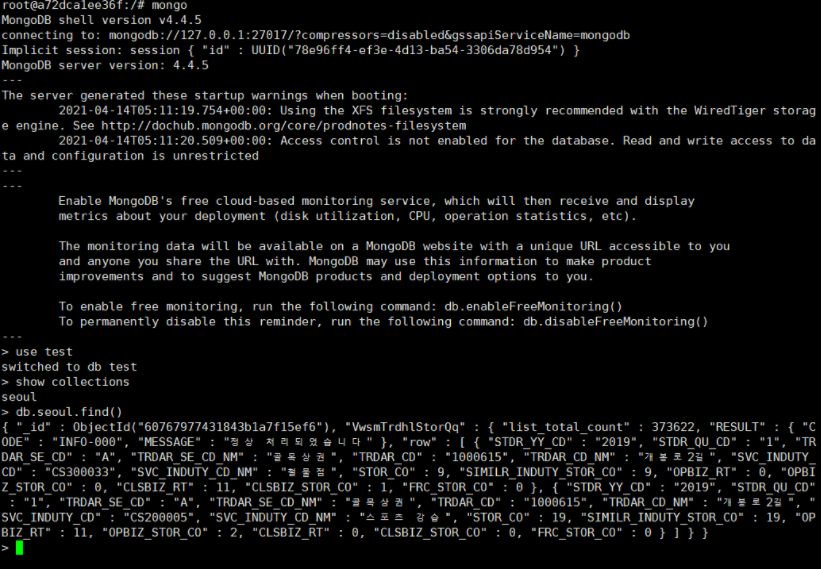 root@a72dca1ee36f:/# mongo
MongoDB shell version v4.4.5
connecting to: mongodb://127.0.0.1:27017/?compressors=disabled&gssapiServiceName=mongodb
Implicit session: session { "id" : UUID("78e96ff4-ef3e-4d13-ba54-3306da78d954") }
MongoDB server version: 4.4.5
---
The server generated these startup warnings when booting:
        2021-04-14T05:11:19.754+00:00: Using the XFS filesystem is strongly recommended with the WiredTiger storag
e engine. See http://dochub.mongodb.org/core/prodnotes-filesystem
        2021-04-14T05:11:20.509+00:00: Access control is not enabled for the database. Read and write access to da
ta and configuration is unrestricted
---
---
        Enable MongoDB's free cloud-based monitoring service, which will then receive and display
        metrics about your deployment (disk utilization, CPU, operation statistics, etc).

        The monitoring data will be available on a MongoDB website with a unique URL accessible to you
        and anyone you share the URL with. MongoDB may use this information to make product
        improvements and to suggest MongoDB products and deployment options to you.

        To enable free monitoring, run the following command: db.enableFreeMonitoring()
        To permanently disable this reminder, run the following command: db.disableFreeMonitoring()
---
> use test
switched to db test
> show collections
seoul
> db.seoul.find()
{ "_id" : ObjectId("60767977431843b1a7f15ef6"), "VwsmTrdhlStorQq" : { "list_total_count" : 373622, "RESULT" : { "C
ODE" : "INFO-000", "MESSAGE" : "정상 처리되었습니다" }, "row" : [ { "STDR_YY_CD" : "2019", "STDR_QU_CD" : "1", "TR
DAR_SE_CD" : "A", "TRDAR_SE_CD_NM" : "골목상권", "TRDAR_CD" : "1000615", "TRDAR_CD_NM" : "개봉로2길", "SVC_INDUTY_
CD" : "CS300033", "SVC_INDUTY_CD_NM" : "철물점", "STOR_CO" : 9, "SIMILR_INDUTY_STOR_CO" : 9, "OPBIZ_RT" : 0, "OPBI
Z_STOR_CO" : 0, "CLSBIZ_RT" : 11, "CLSBIZ_STOR_CO" : 1, "FRC_STOR_CO" : 0 }, { "STDR_YY_CD" : "2019", "STDR_QU_CD"
 : "1", "TRDAR_SE_CD" : "A", "TRDAR_SE_CD_NM" : "골목상권", "TRDAR_CD" : "1000615", "TRDAR_CD_NM" : "개봉로2길", "
SVC_INDUTY_CD" : "CS200005", "SVC_INDUTY_CD_NM" : "스포츠 강습", "STOR_CO" : 19, "SIMILR_INDUTY_STOR_CO" : 19, "OP
BIZ_RT" : 11, "OPBIZ_STOR_CO" : 2, "CLSBIZ_RT" : 0, "CLSBIZ_STOR_CO" : 0, "FRC_STOR_CO" : 0 } ] } }
>